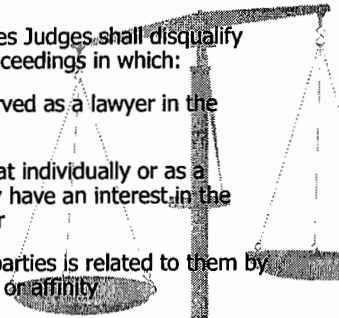 es Judges shall disqualify
ceedings in which:
rved as a lawyer in the
at individually or as a
y have an interest in the
r
parties is related to them by
or affinity